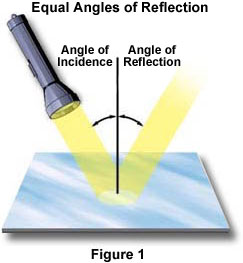 Equal Angles of Reflection
Angle of
Incidence
Angle of
Reflection
Figure 1